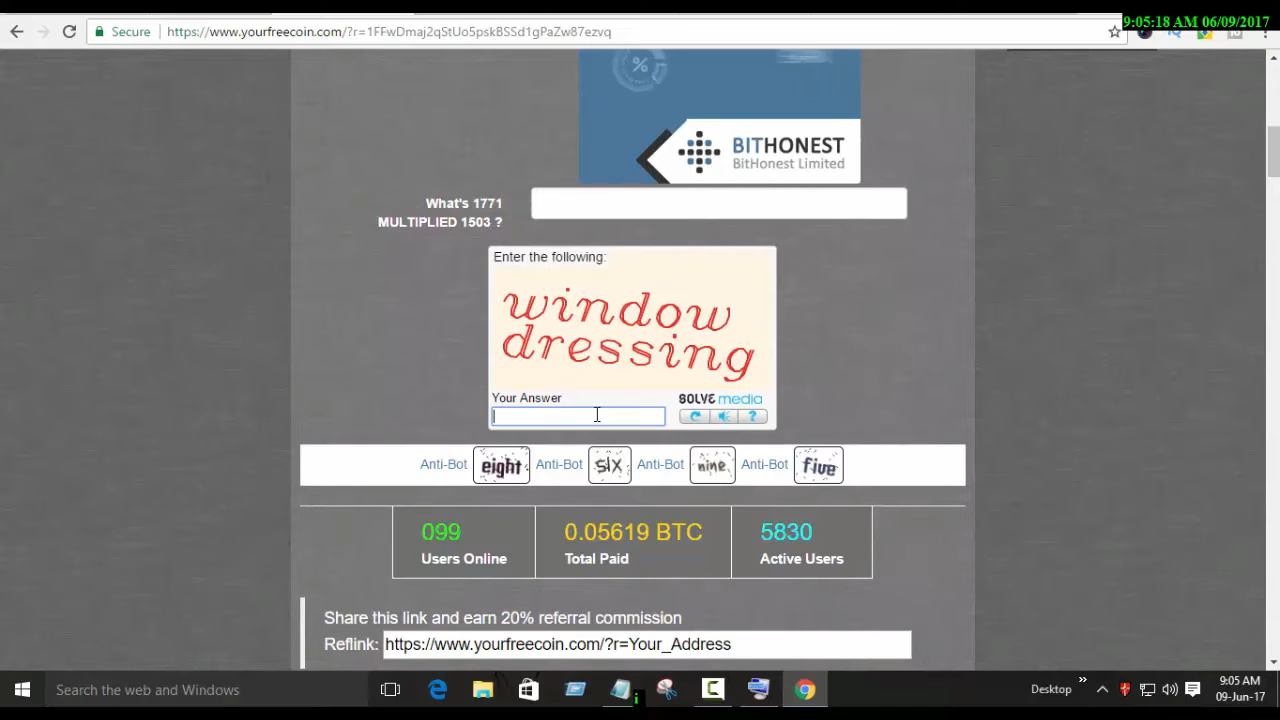 9:05:18 AM 06/09/2017
Secure https://www.yourfreecoin.com/?r=1FFwDmaj2qStUo5pskBSSd1gPaZw87ezvq
%
BITHONEST
BitHonest Limited
What's 1771
MULTIPLIED 1503 ?
Enter the following:
window
dressing
Your Answer
SOLVE media
?
Anti-Bot eight Anti-Bot six Anti-Bot nine Anti-Bot five
099 0.05619 BTC 5830
Users Online Total Paid Active Users
Share this link and earn 20% referral commission
Reflink: https://www.yourfreecoin.com/?r=Your_Address
Search the web and Windows
Desktop
9:05 AM
09-Jun-17